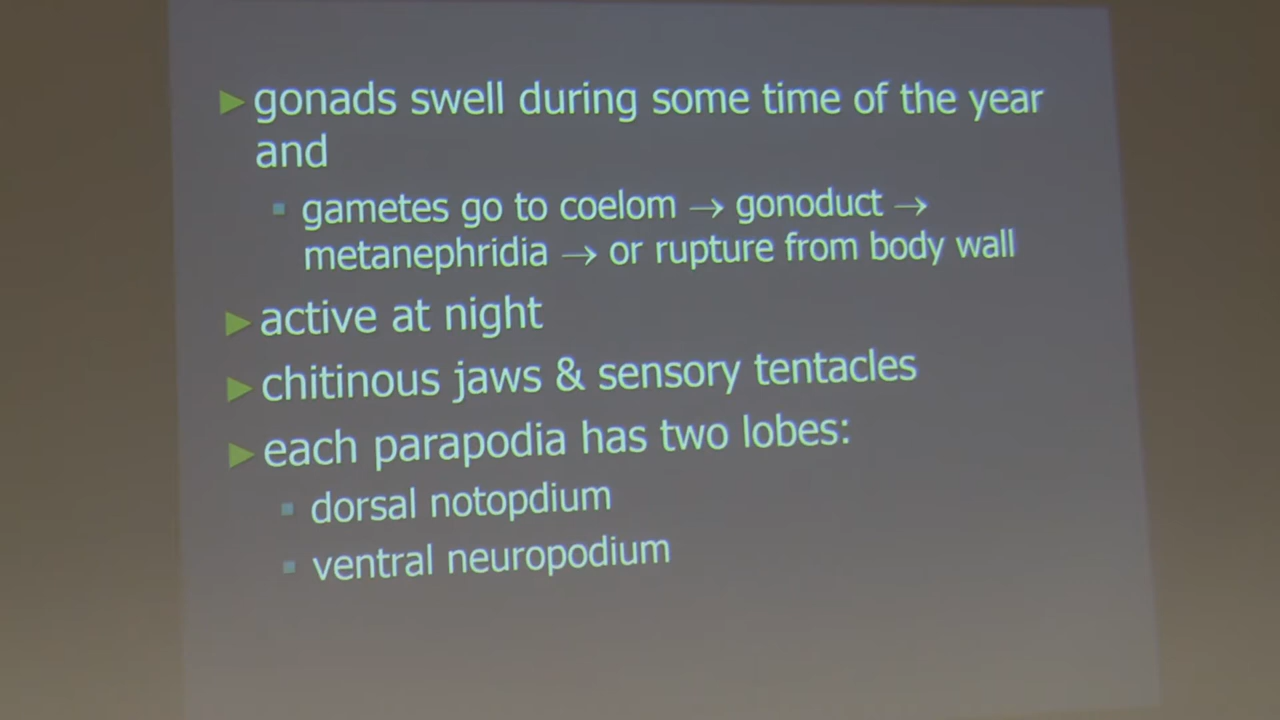 gonads swell during some time of the year
and
gametes go to coelom → gonoduct →
metanephridia → or rupture from body wall
active at night
chitinous jaws & sensory tentacles
each parapodia has two lobes:
dorsal notopdium
ventral neuropodium